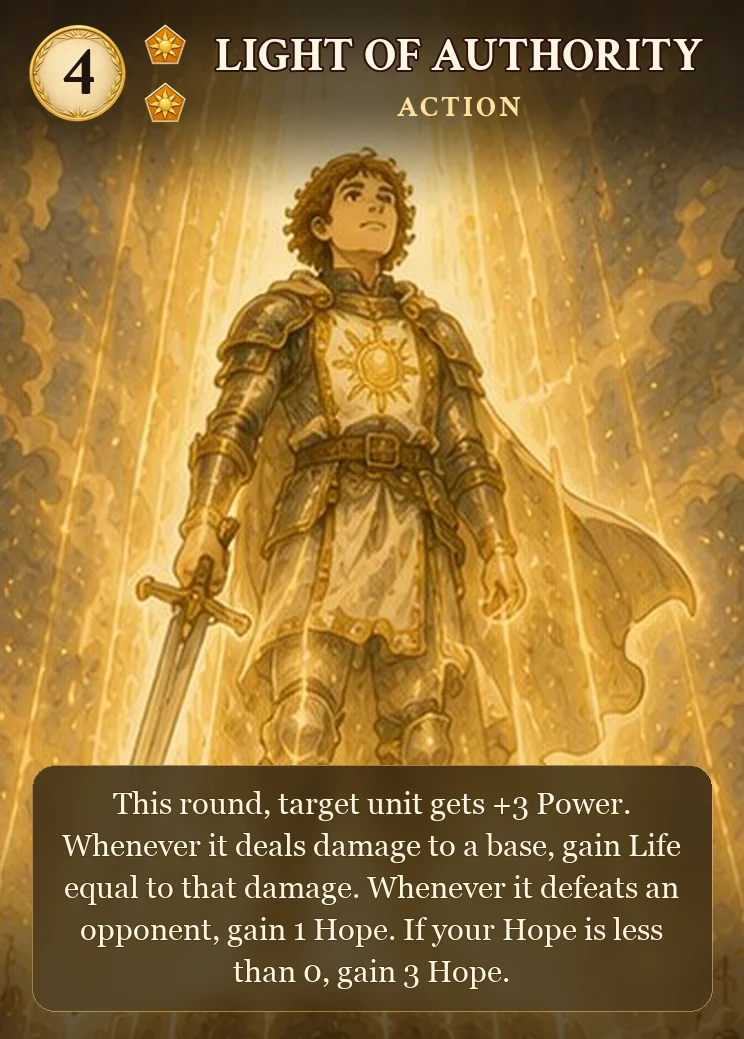 4
LIGHT OF AUTHORITY
ACTION
This round, target unit gets +3 Power.
Whenever it deals damage to a base, gain Life
equal to that damage. Whenever it defeats an
opponent, gain 1 Hope. If your Hope is less
than 0, gain 3 Hope.